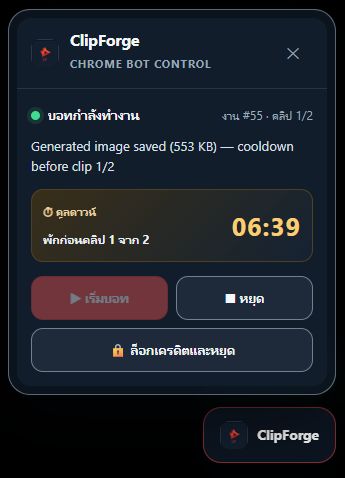 ClipForge
CHROME BOT CONTROL
บอทกำลังทำงาน
งาน #55 · คลิป 1/2
Generated image saved (553 KB) — cooldown
before clip 1/2
⏱ คูลดาวน์
พักก่อนคลิป 1 จาก 2
06:39
▶ เริ่มบอท
■ หยุด
🔒 ล็อกเครดิตและหยุด
ClipForge